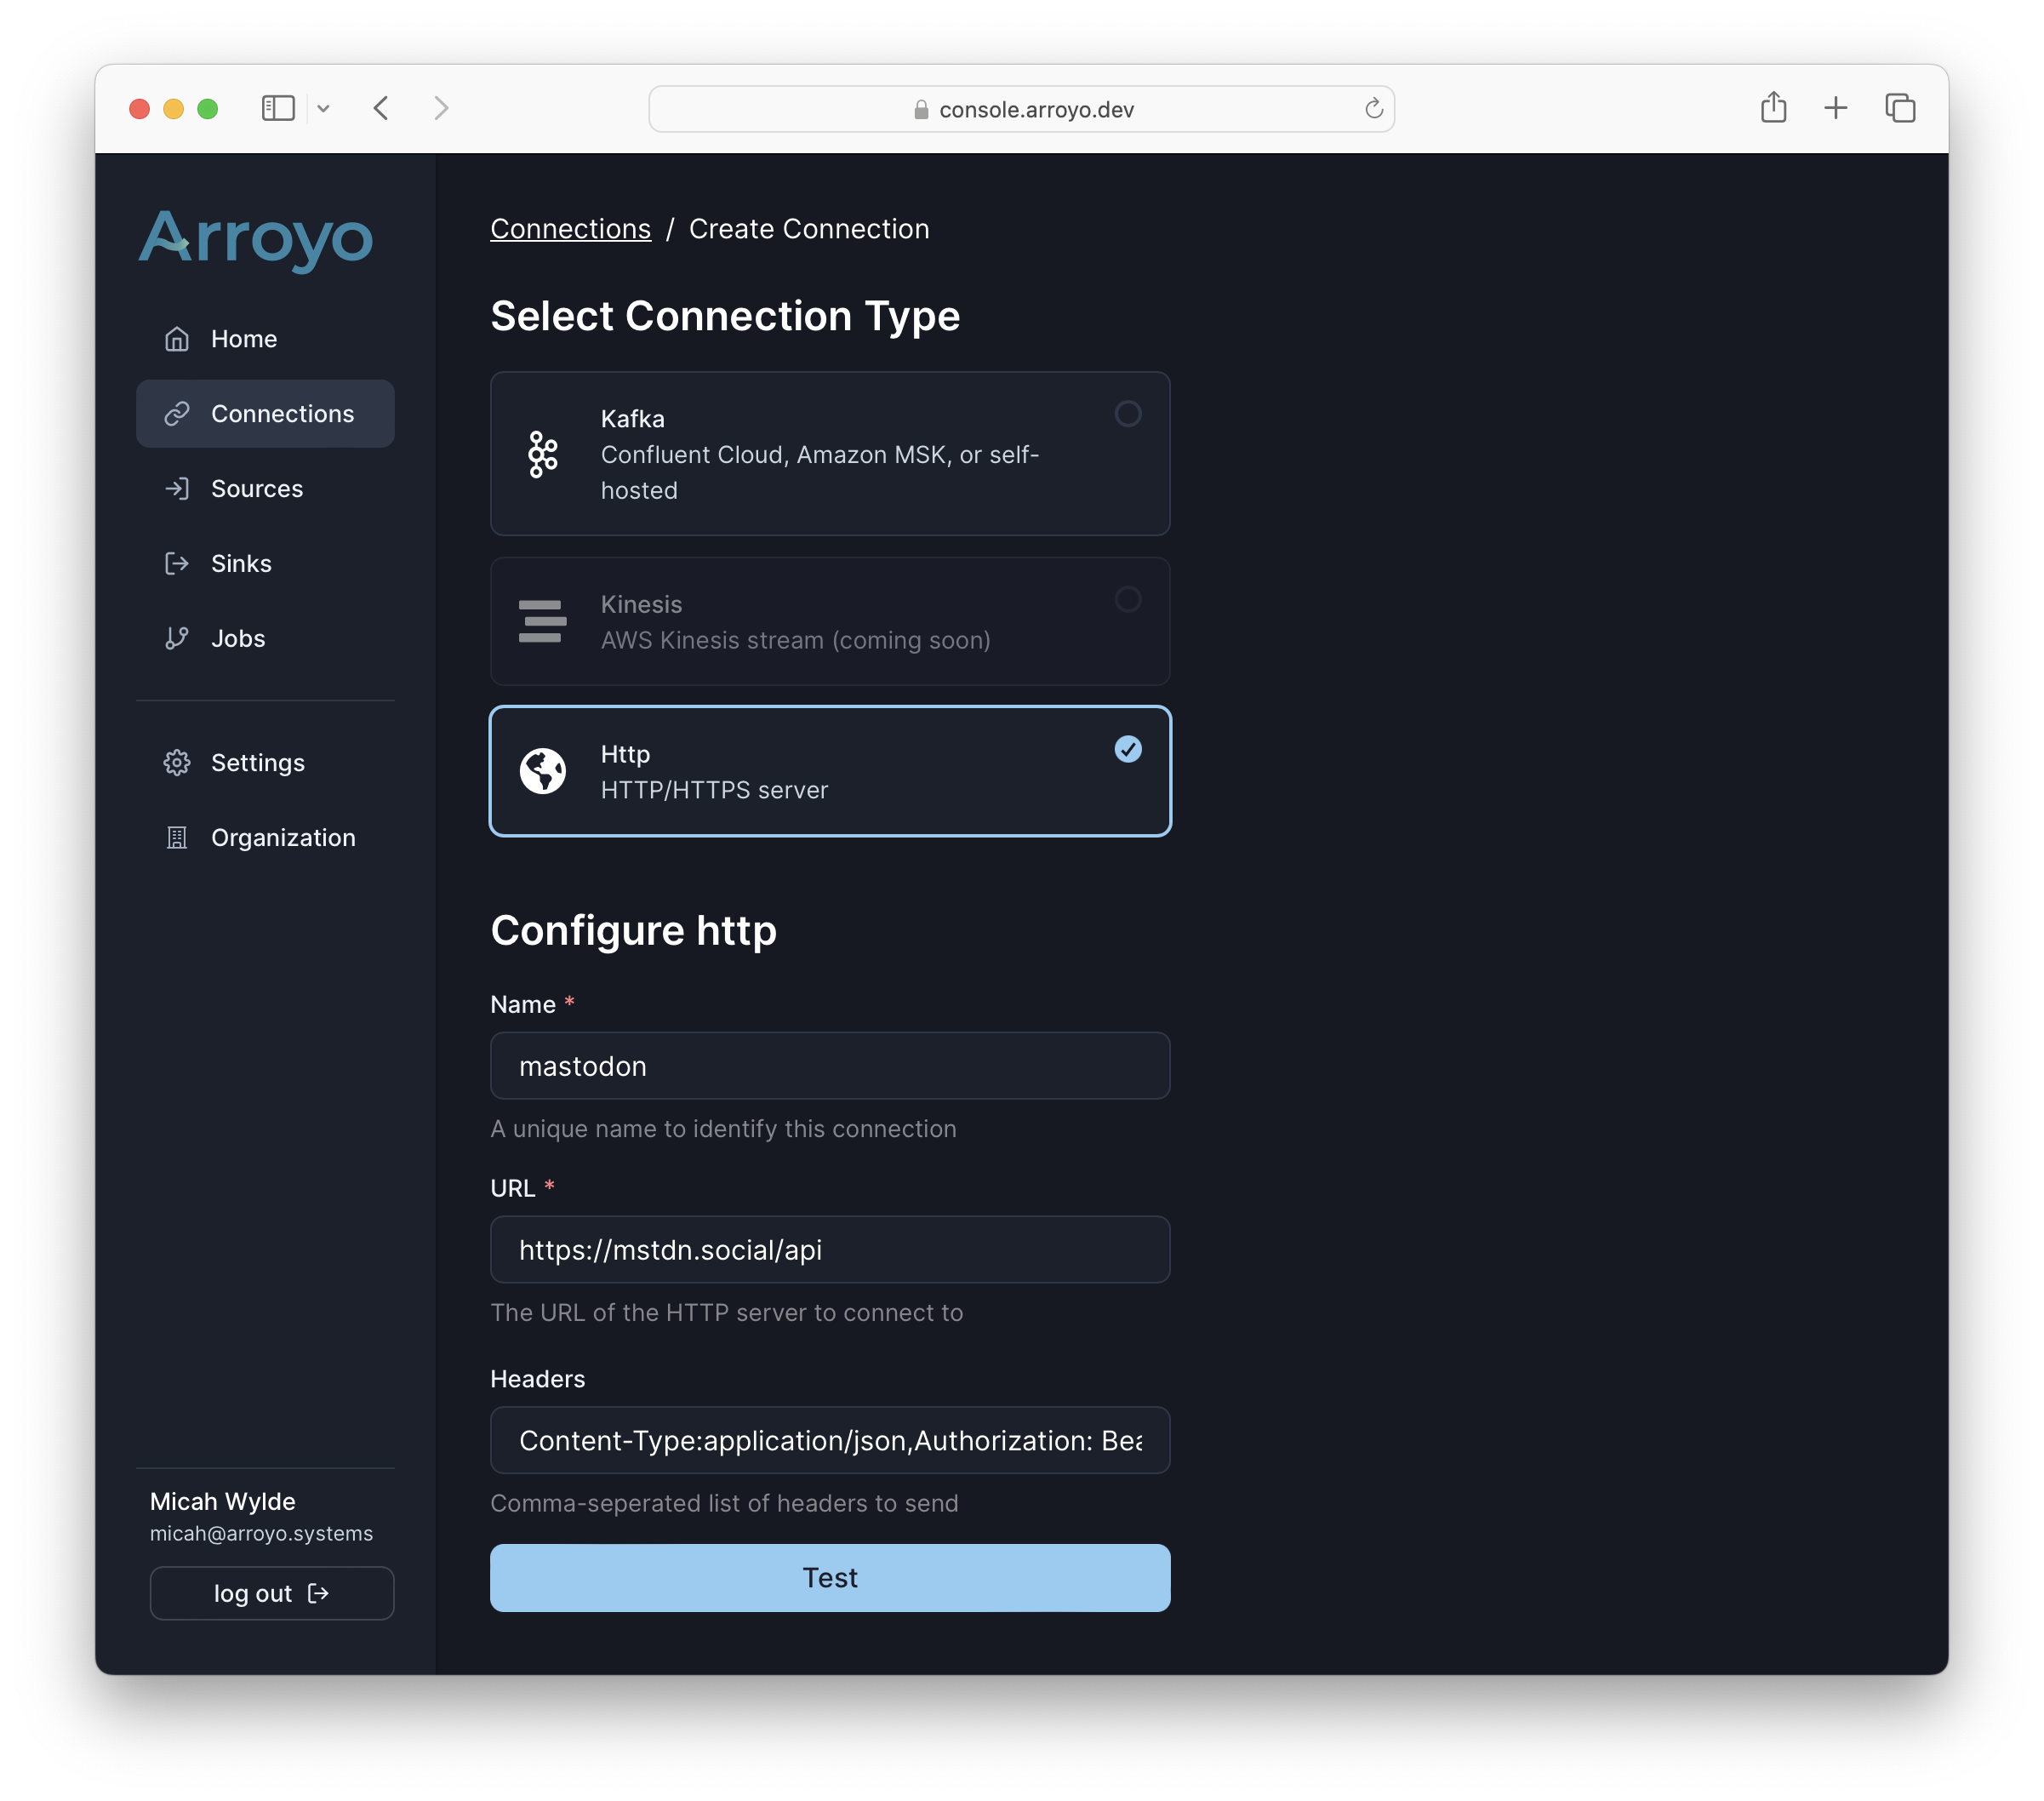 console.arroyo.dev
Arroyo
Home
Connections
Sources
Sinks
Jobs
Settings
Organization
Micah Wylde
micah@arroyo.systems
log out
Connections / Create Connection
Select Connection Type
Kafka
Confluent Cloud, Amazon MSK, or self-
hosted
Kinesis
AWS Kinesis stream (coming soon)
Http
HTTP/HTTPS server
Configure http
Name *
mastodon
A unique name to identify this connection
URL *
https://mstdn.social/api
The URL of the HTTP server to connect to
Headers
Content-Type:application/json,Authorization: Bea
Comma-seperated list of headers to send
Test